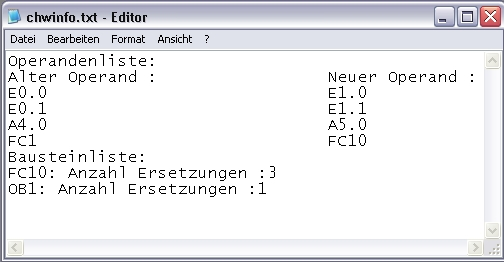 chwinfo.txt - Editor
Datei Bearbeiten Format Ansicht ?
Operandenliste:
Alter Operand : Neuer Operand :
E0.0 E1.0
E0.1 E1.1
A4.0 A5.0
FC1 FC10
Bausteinliste:
FC10: Anzahl Ersetzungen :3
OB1: Anzahl Ersetzungen :1